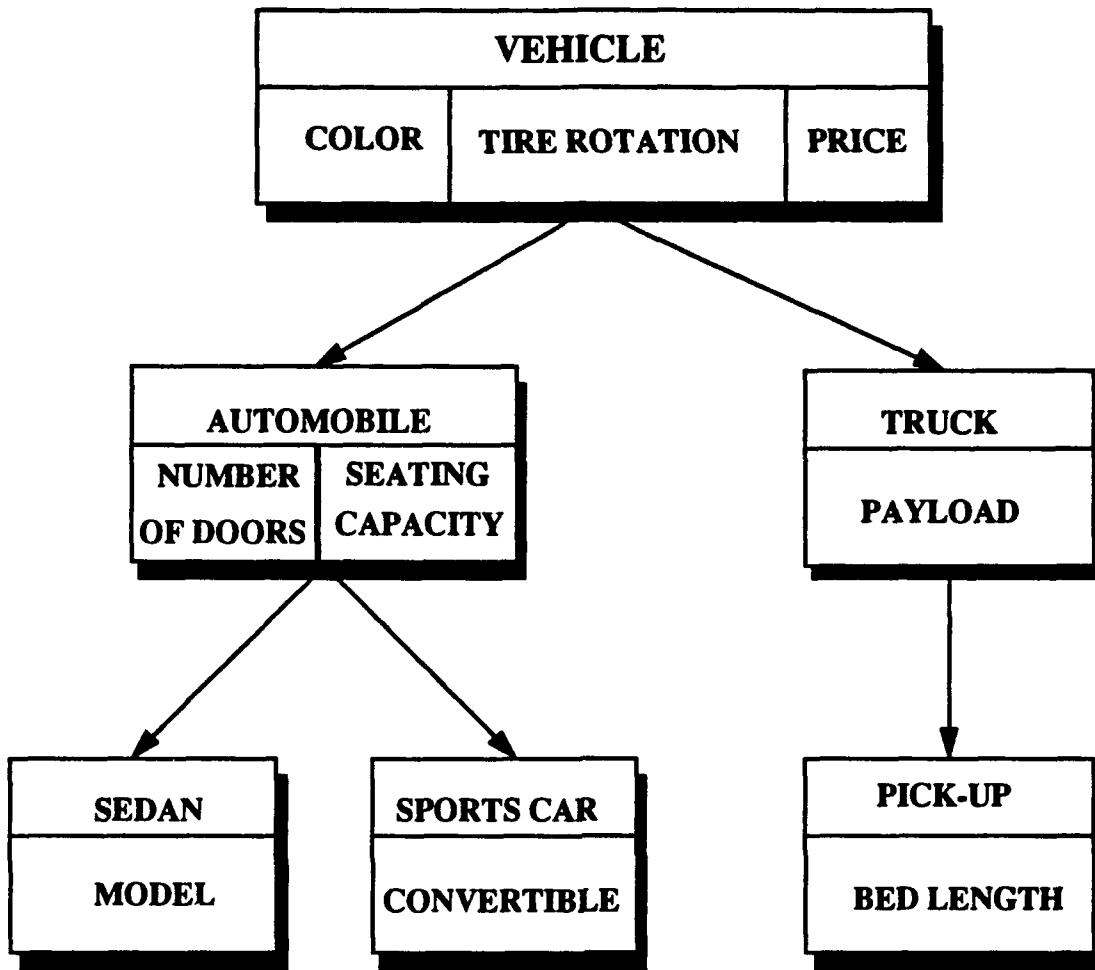 VEHICLE
COLOR
TIRE ROTATION
PRICE
AUTOMOBILE
NUMBER
OF DOORS
SEATING
CAPACITY
TRUCK
PAYLOAD
SEDAN
MODEL
SPORTS CAR
CONVERTIBLE
PICK-UP
BED LENGTH